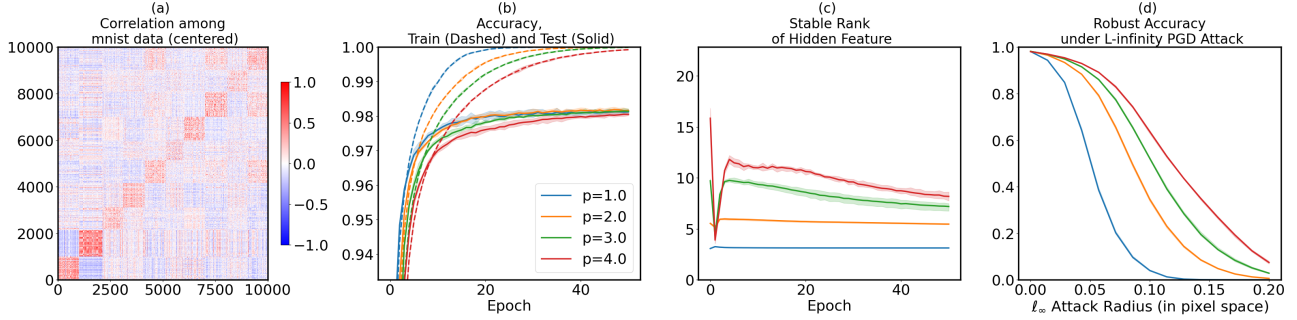 (a)
Correlation among
mnist data (centered)
10000
8000
6000
4000
2000
0
0 2500 5000 7500 10000
1.0
0.5
0.0
−0.5
−1.0
(b)
Accuracy,
Train (Dashed) and Test (Solid)
1.00
0.99
0.98
0.97
0.96
0.95
0.94
p=1.0
p=2.0
p=3.0
p=4.0
0 20 40
Epoch
(c)
Stable Rank
of Hidden Feature
20
15
10
5
0
0 20 40
Epoch
(d)
Robust Accuracy
under L-infinity PGD Attack
1.0
0.8
0.6
0.4
0.2
0.0
0.00 0.05 0.10 0.15 0.20
ℓ∞ Attack Radius (in pixel space)